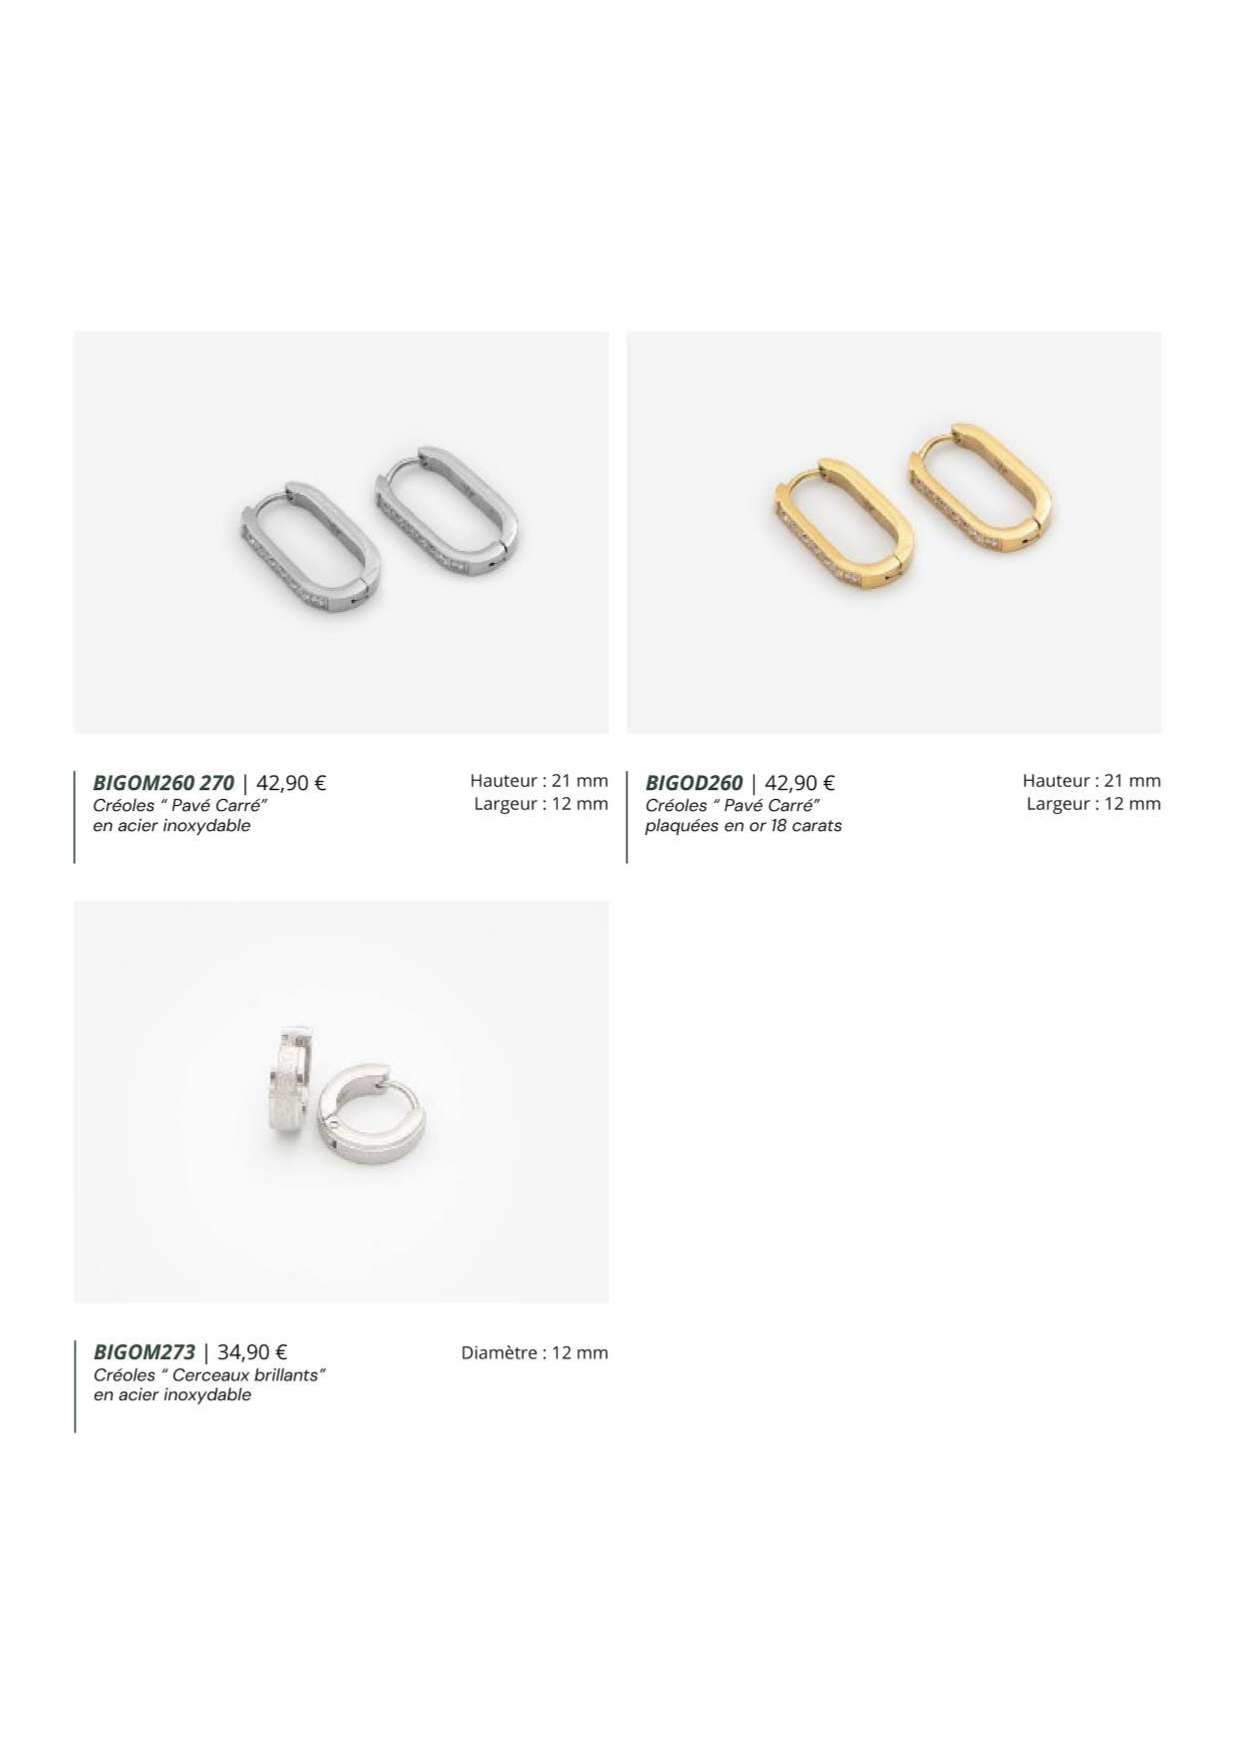 BIGOM260 270 | 42,90 €
Créoles “ Pavé Carré”
en acier inoxydable
Hauteur : 21 mm
Largeur : 12 mm
BIGOD260 | 42,90 €
Créoles “ Pavé Carré”
plaquées en or 18 carats
Hauteur : 21 mm
Largeur : 12 mm
BIGOM273 | 34,90 €
Créoles “ Cerceaux brillants”
en acier inoxydable
Diamètre : 12 mm